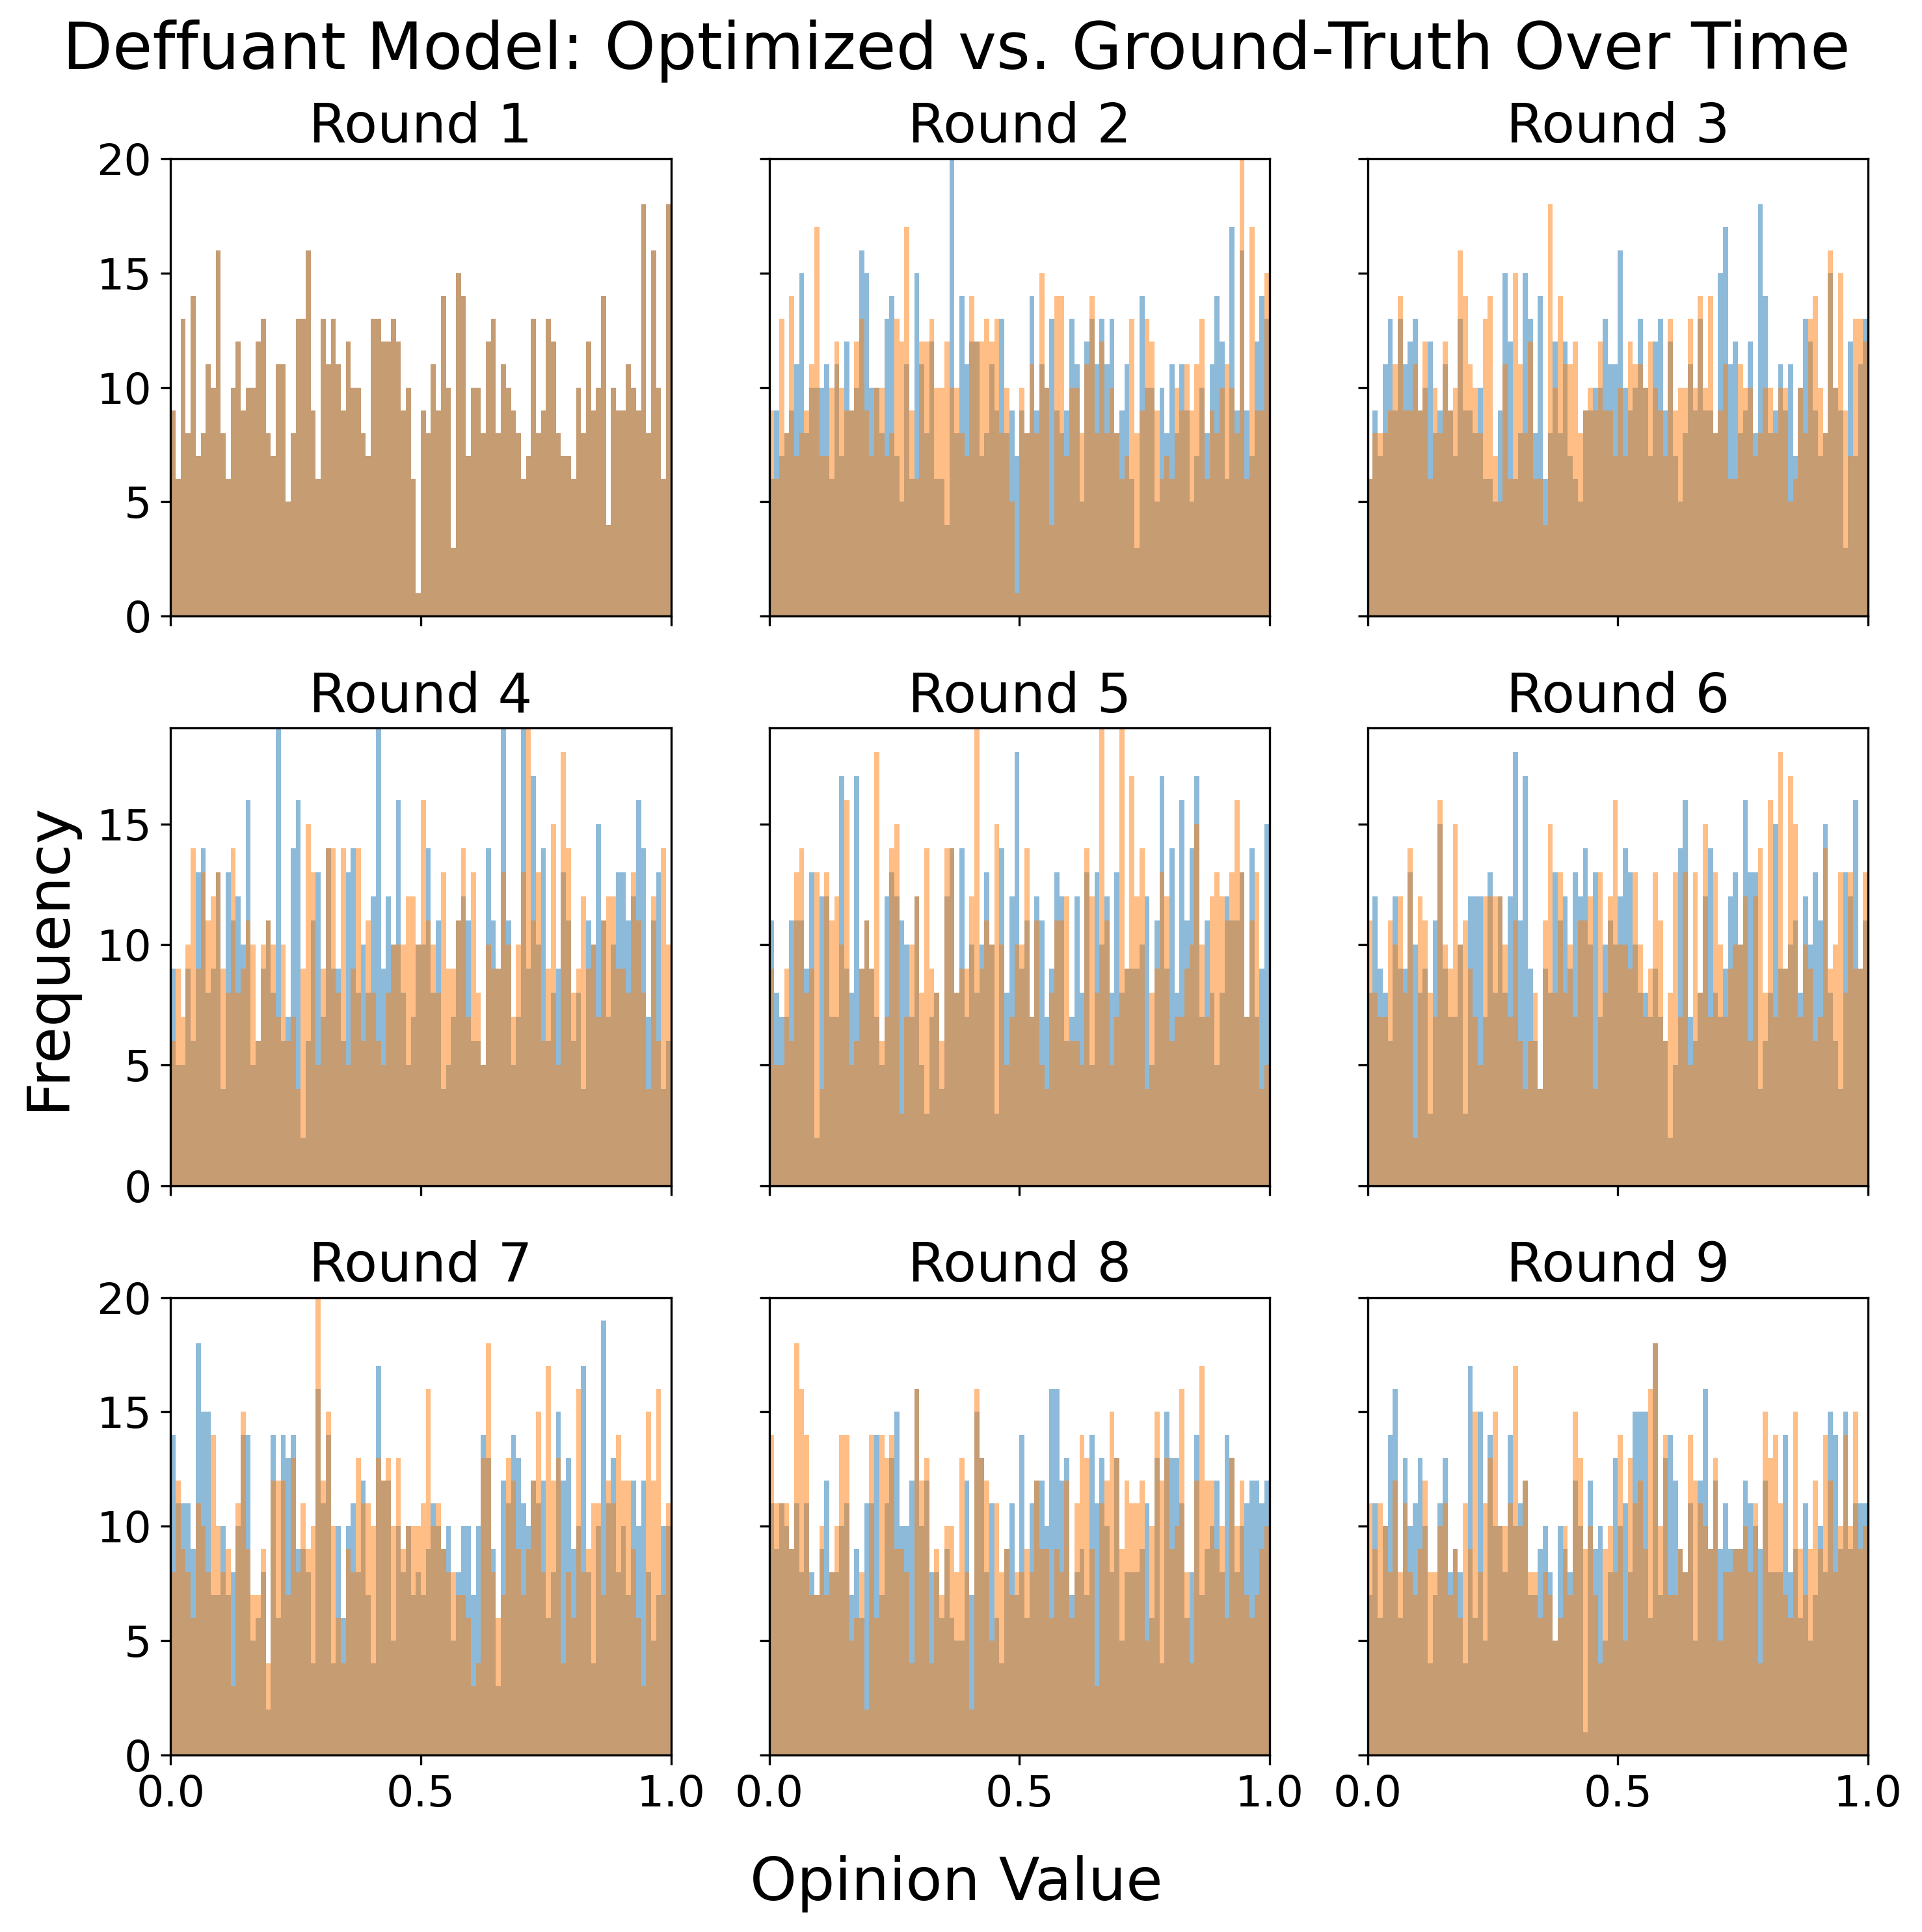 Deffuant Model: Optimized vs. Ground-Truth Over Time
Round 1
Round 2
Round 3
20
15
10
5
0
Round 4
Round 5
Round 6
Frequency
15
10
5
0
Round 7
Round 8
Round 9
20
15
10
5
0
0.0
0.5
1.0
0.0
0.5
1.0
0.0
0.5
1.0
Opinion Value